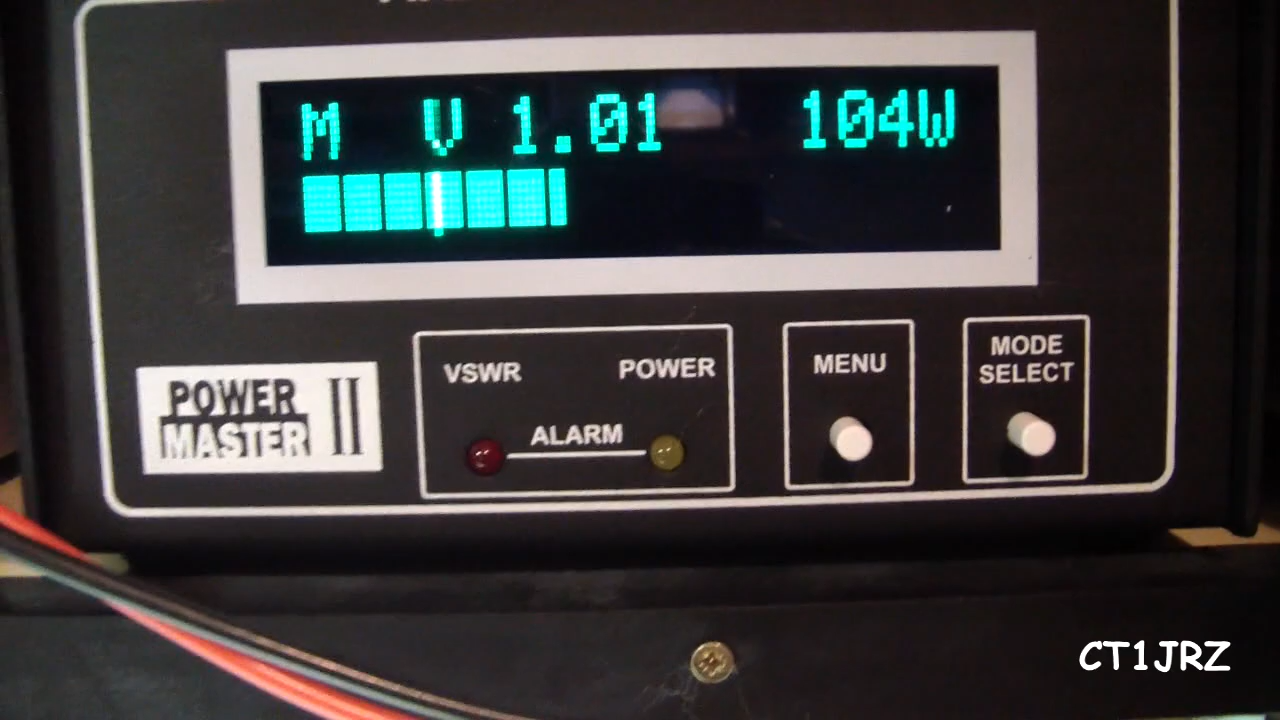 M V 1.01 104W
VSWR POWER
ALARM
MENU
MODE
SELECT
POWER
MASTER II
CT1JRZ